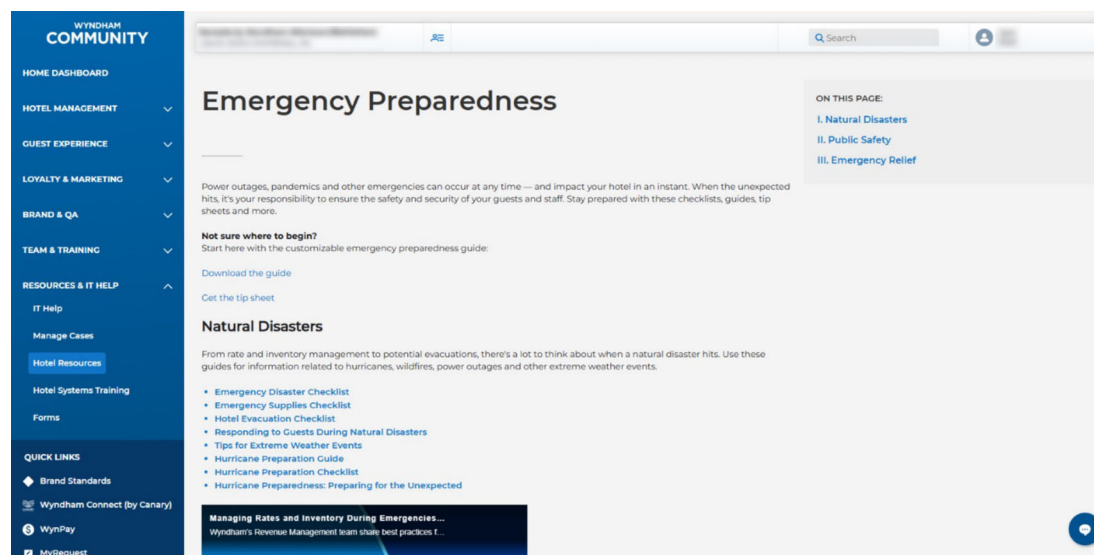 WYNDHAM
COMMUNITY
HOME DASHBOARD
HOTEL MANAGEMENT
GUEST EXPERIENCE
LOYALTY & MARKETING
BRAND & QA
TEAM & TRAINING
RESOURCES & IT HELP
IT Help
Manage Cases
Hotel Resources
Hotel Systems Training
Forms
QUICK LINKS
Brand Standards
Wyndham Connect (by Canary)
WynPay
MyRequest
Search
Emergency Preparedness
Power outages, pandemics and other emergencies can occur at any time — and impact your hotel in an instant. When the unexpected
hits, it's your responsibility to ensure the safety and security of your guests and staff. Stay prepared with these checklists, guides, tip
sheets and more.
Not sure where to begin?
Start here with the customizable emergency preparedness guide:
Download the guide
Get the tip sheet
Natural Disasters
From rate and inventory management to potential evacuations, there's a lot to think about when a natural disaster hits. Use these
guides for information related to hurricanes, wildfires, power outages and other extreme weather events.
• Emergency Disaster Checklist
• Emergency Supplies Checklist
• Hotel Evacuation Checklist
• Responding to Guests During Natural Disasters
• Tips for Extreme Weather Events
• Hurricane Preparation Guide
• Hurricane Preparation Checklist
• Hurricane Preparedness: Preparing for the Unexpected
Managing Rates and Inventory During Emergencies...
Wyndham's Revenue Management team share best practices f...
ON THIS PAGE:
I. Natural Disasters
II. Public Safety
III. Emergency Relief